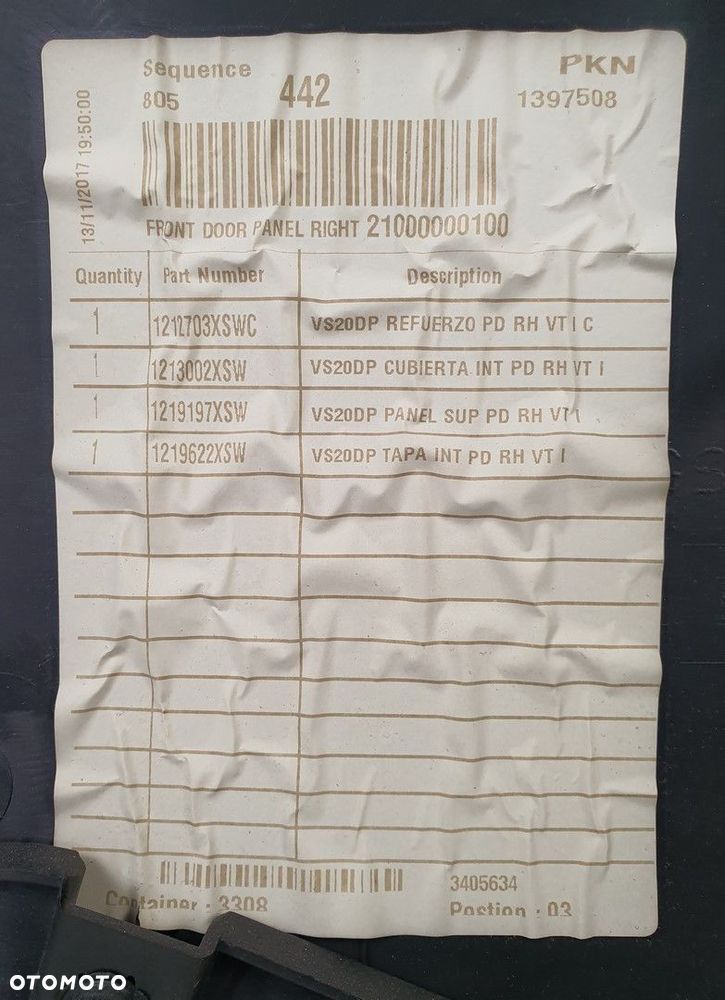 Sequence
PKN
805
442
1397508
13/11/2017 19:50:00
FRONT DOOR PANEL RIGHT 21000000100
Quantity Part Number Description
1 1212703XSWC VS20DP REFUERZO PD RH VT I C
1 1213002XSW VS20DP CUBIERTA INT PD RH VT I
1 1219197XSW VS20DP PANEL SUP PD RH VT I
1 1219622XSW VS20DP TAPA INT PD RH VT I
3405634
Container : 3308
Postion : 03
OTOMOTO